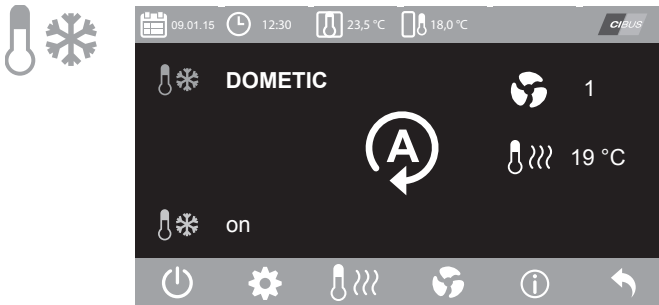 09.01.15 12:30 23,5 °C 18,0 °C CIBUS
DOMETIC 1
A
19 °C
on